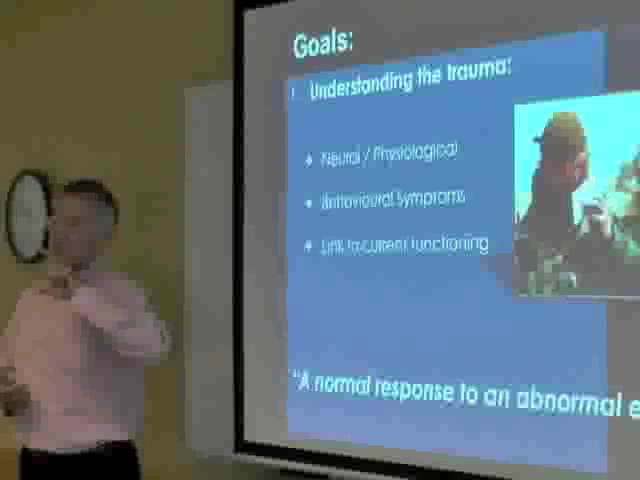 Goals:
Understanding the trauma:
Neural / Physiological
Behavioural Symptoms
Link to current functioning
"A normal response to an abnormal e